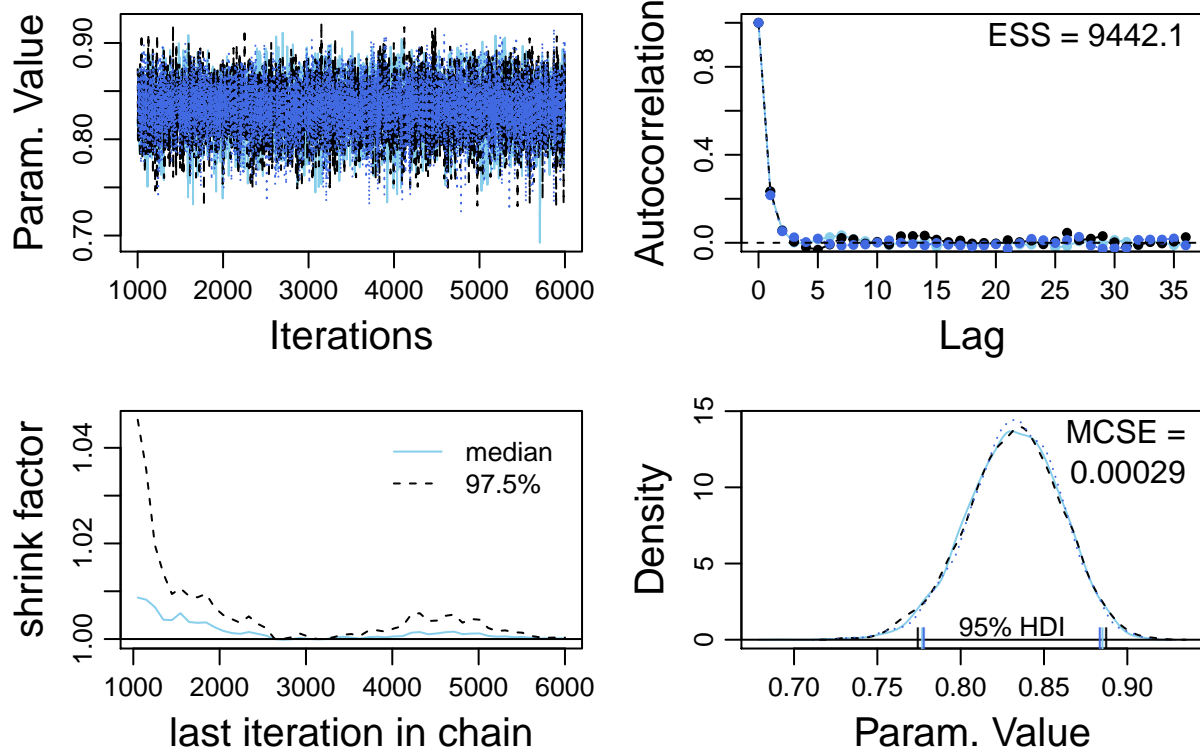 Param. Value
0.70 0.80 0.90
1000 2000 3000 4000 5000 6000
Iterations
Autocorrelation
0.0 0.4 0.8
ESS = 9442.1
0 5 10 15 20 25 30 35
Lag
shrink factor
1.00 1.02 1.04
median
97.5%
1000 2000 3000 4000 5000 6000
last iteration in chain
Density
0 5 10 15
MCSE =
0.00029
95% HDI
0.70 0.75 0.80 0.85 0.90
Param. Value